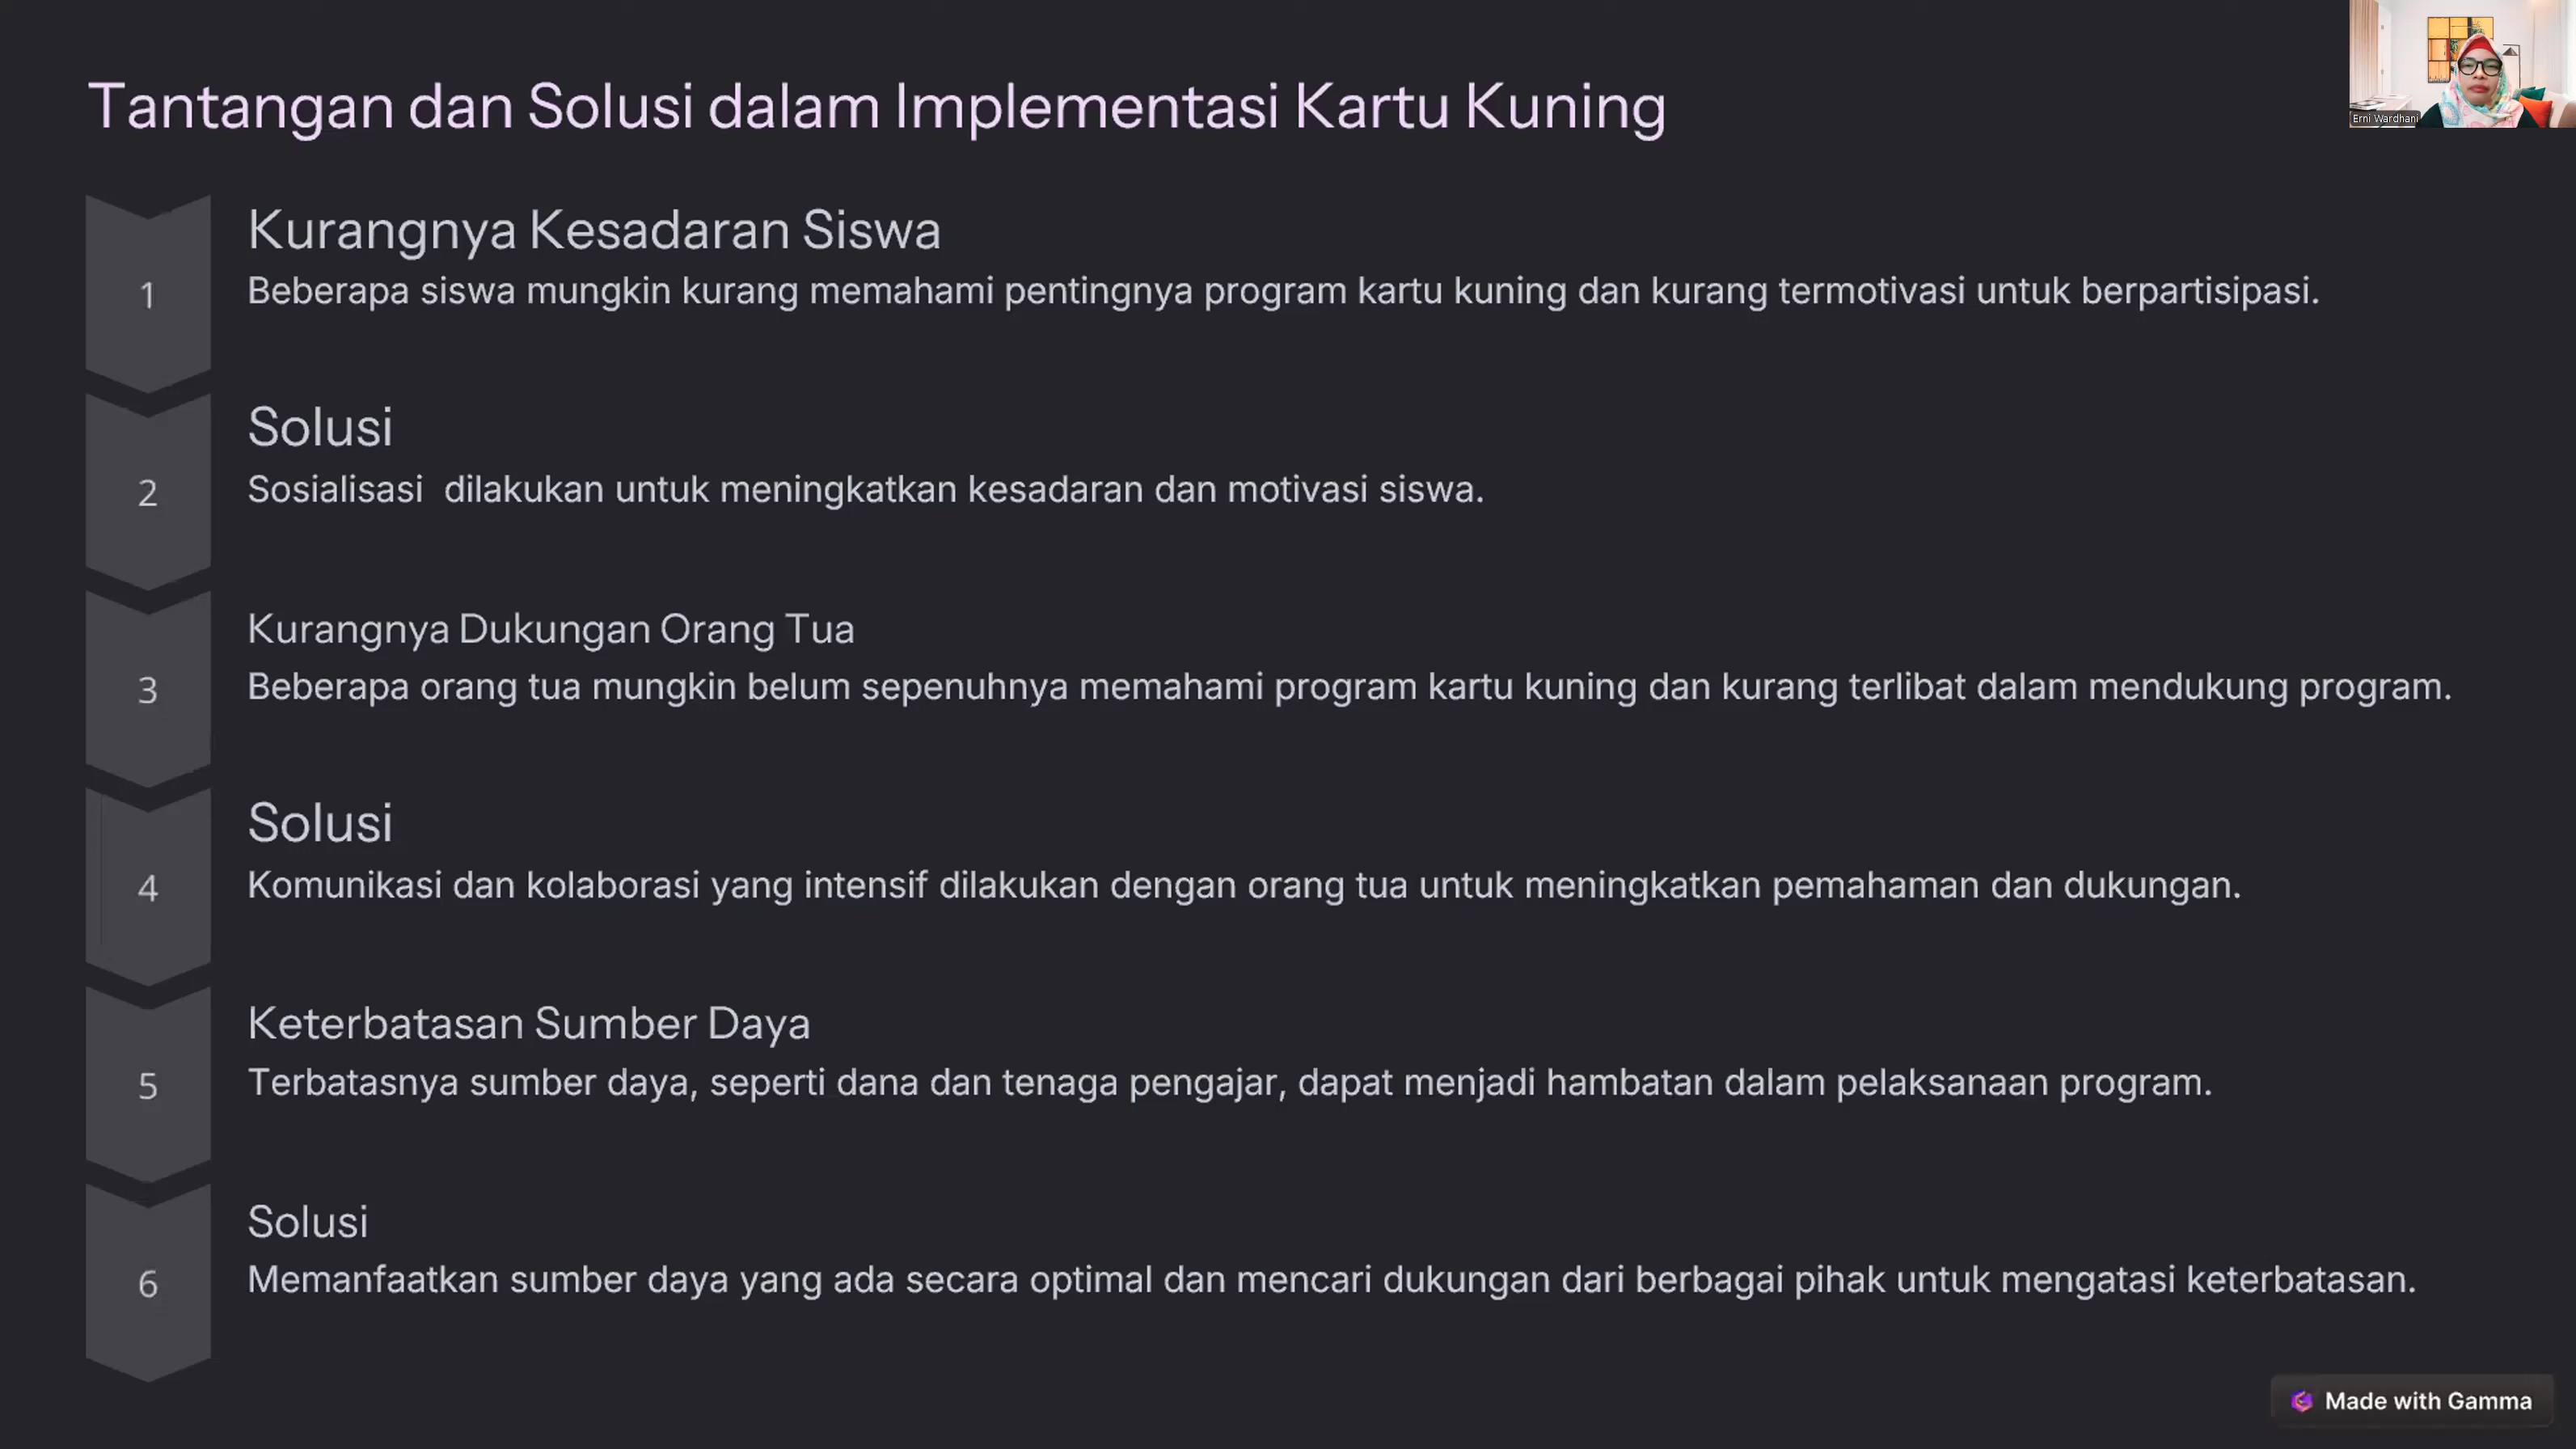 Tantangan dan Solusi dalam Implementasi Kartu Kuning
Erni Wardhani
1
Kurangnya Kesadaran Siswa
Beberapa siswa mungkin kurang memahami pentingnya program kartu kuning dan kurang termotivasi untuk berpartisipasi.
2
Solusi
Sosialisasi  dilakukan untuk meningkatkan kesadaran dan motivasi siswa.
3
Kurangnya Dukungan Orang Tua
Beberapa orang tua mungkin belum sepenuhnya memahami program kartu kuning dan kurang terlibat dalam mendukung program.
4
Solusi
Komunikasi dan kolaborasi yang intensif dilakukan dengan orang tua untuk meningkatkan pemahaman dan dukungan.
5
Keterbatasan Sumber Daya
Terbatasnya sumber daya, seperti dana dan tenaga pengajar, dapat menjadi hambatan dalam pelaksanaan program.
6
Solusi
Memanfaatkan sumber daya yang ada secara optimal dan mencari dukungan dari berbagai pihak untuk mengatasi keterbatasan.
Made with Gamma